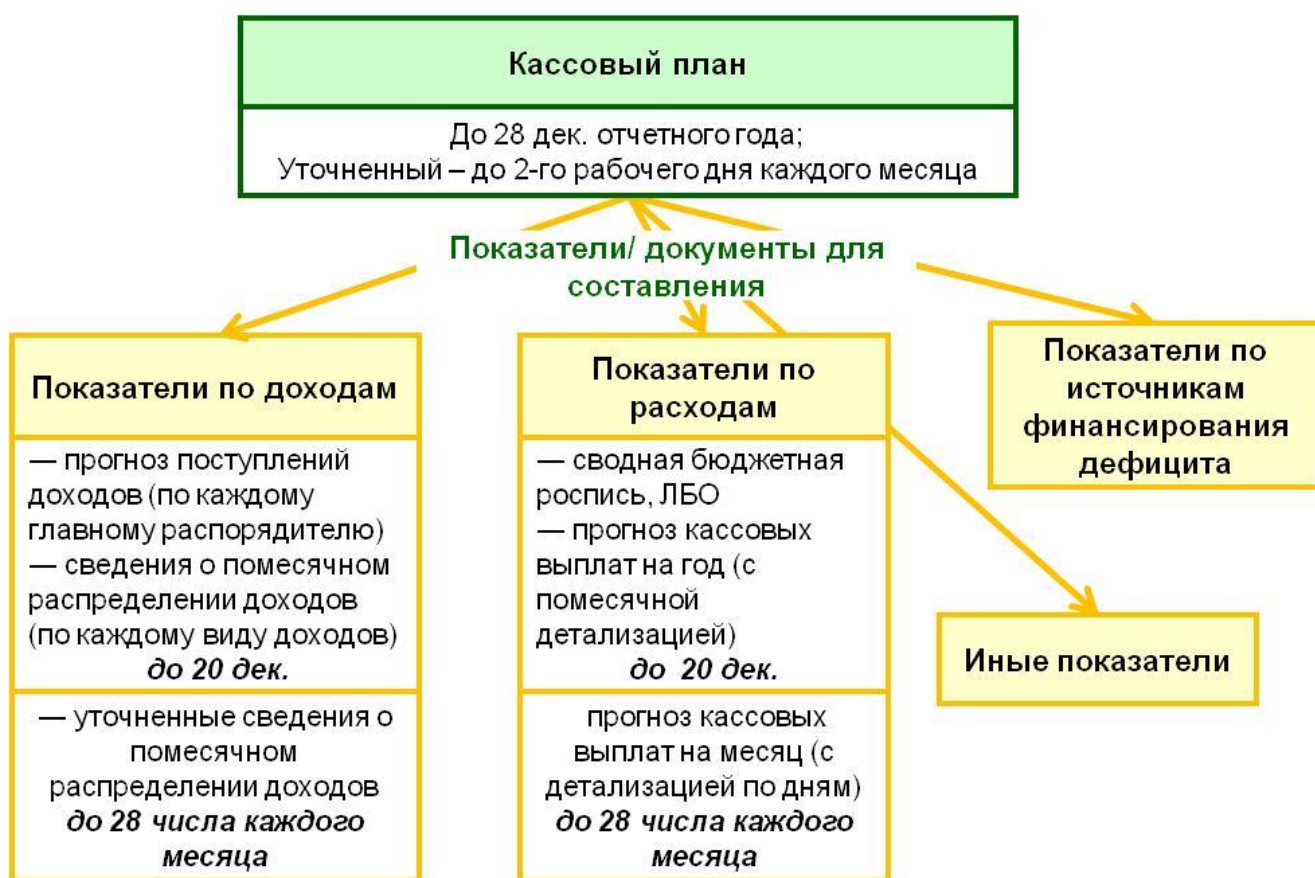 Кассовый план
До 28 дек. отчетного года;
Уточненный – до 2-го рабочего дня каждого месяца
Показатели/ документы для
составления
Показатели по доходам
— прогноз поступлений
доходов (по каждому
главному распорядителю)
— сведения о помесячном
распределении доходов
(по каждому виду доходов)
до 20 дек.
— уточненные сведения о
помесячном
распределении доходов
до 28 числа каждого
месяца
Показатели по
расходам
— сводная бюджетная
роспись, ЛБО
— прогноз кассовых
выплат на год (с
помесячной
детализацией)
до 20 дек.
прогноз кассовых
выплат на месяц (с
детализацией по дням)
до 28 числа каждого
месяца
Показатели по
источникам
финансирования
дефицита
Иные показатели